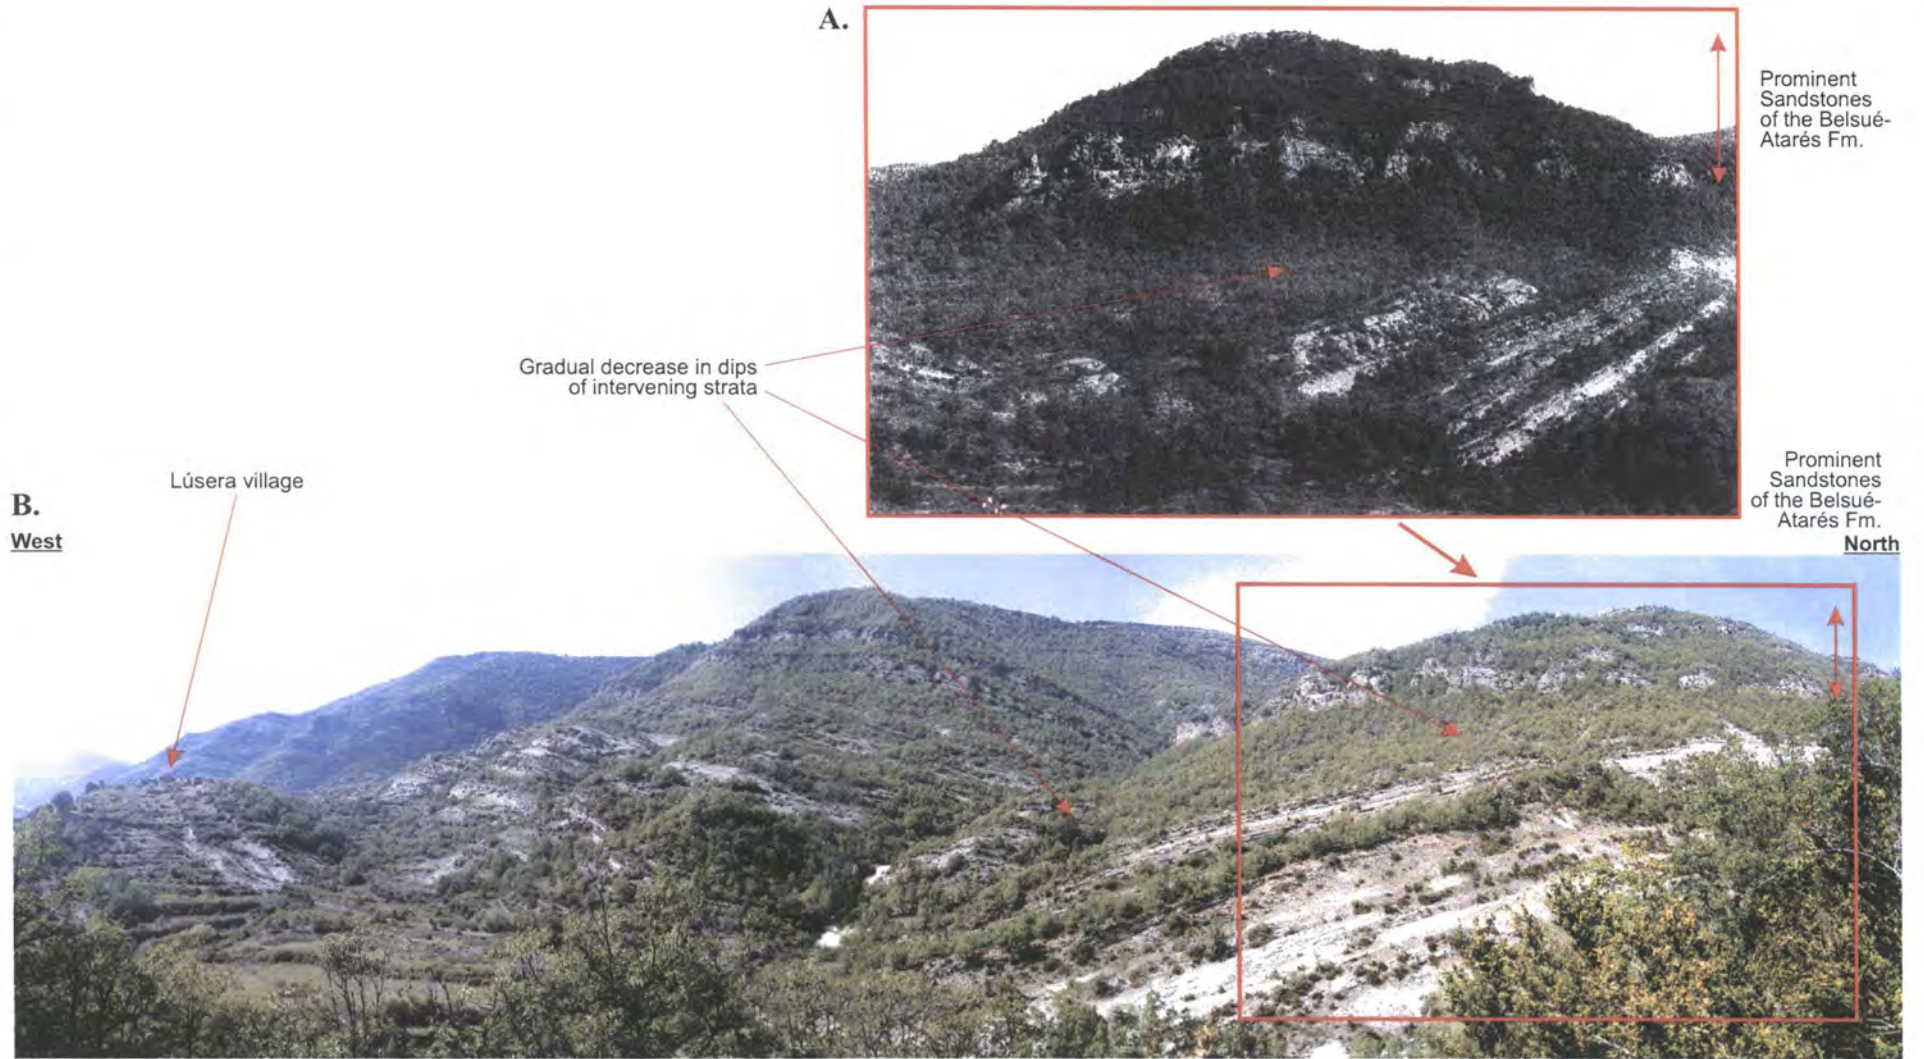 A.
Prominent
Sandstones
of the Belsué-
Atarés Fm.
Gradual decrease in dips
of intervening strata
Lúsera village
B.
West
Prominent
Sandstones
of the Belsué-
Atarés Fm.
North